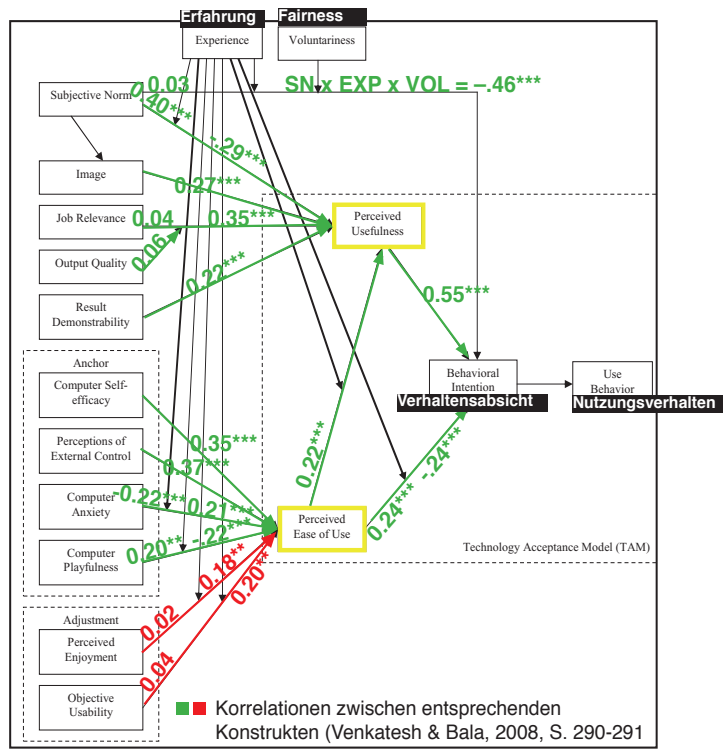 Erfahrung
Fairness
Experience
Voluntariness
0.03
SN x EXP x VOL = –.46***
Subjective Norm
0.40***
-.29***
Image
0.27***
Perceived
Usefulness
Job Relevance
0.04
0.35***
Output Quality
0.06
0.22***
Result
Demonstrability
0.55***
Anchor
Computer Self-
efficacy
Behavioral
Intention
Verhaltensabsicht
Use
Behavior
Nutzungsverhalten
Perceptions of
External Control
0.35***
0.37***
0.22***
0.24***
-.24***
Computer
Anxiety
-0.22***
0.21***
Perceived
Ease of Use
Computer
Playfulness
0.20**
-.22***
Technology Acceptance Model (TAM)
0.18**
0.20**
Adjustment
Perceived
Enjoyment
0.02
Objective
Usability
0.04
Korrelationen zwischen entsprechenden
Konstrukten (Venkatesh & Bala, 2008, S. 290-291